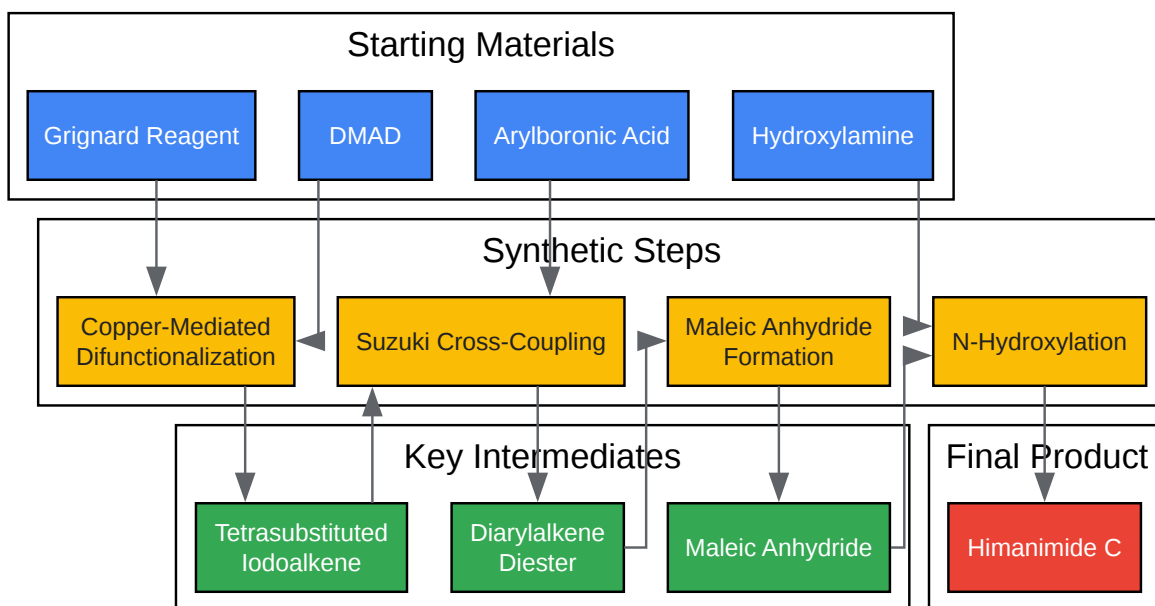 Starting Materials
Grignard Reagent
DMAD
Arylboronic Acid
Hydroxylamine
Synthetic Steps
Copper-Mediated
Difunctionalization
Suzuki Cross-Coupling
Maleic Anhydride
Formation
N-Hydroxylation
Key Intermediates
Final Product
Tetrasubstituted
Iodoalkene
Diarylalkene
Diester
Maleic Anhydride
Himanimide C